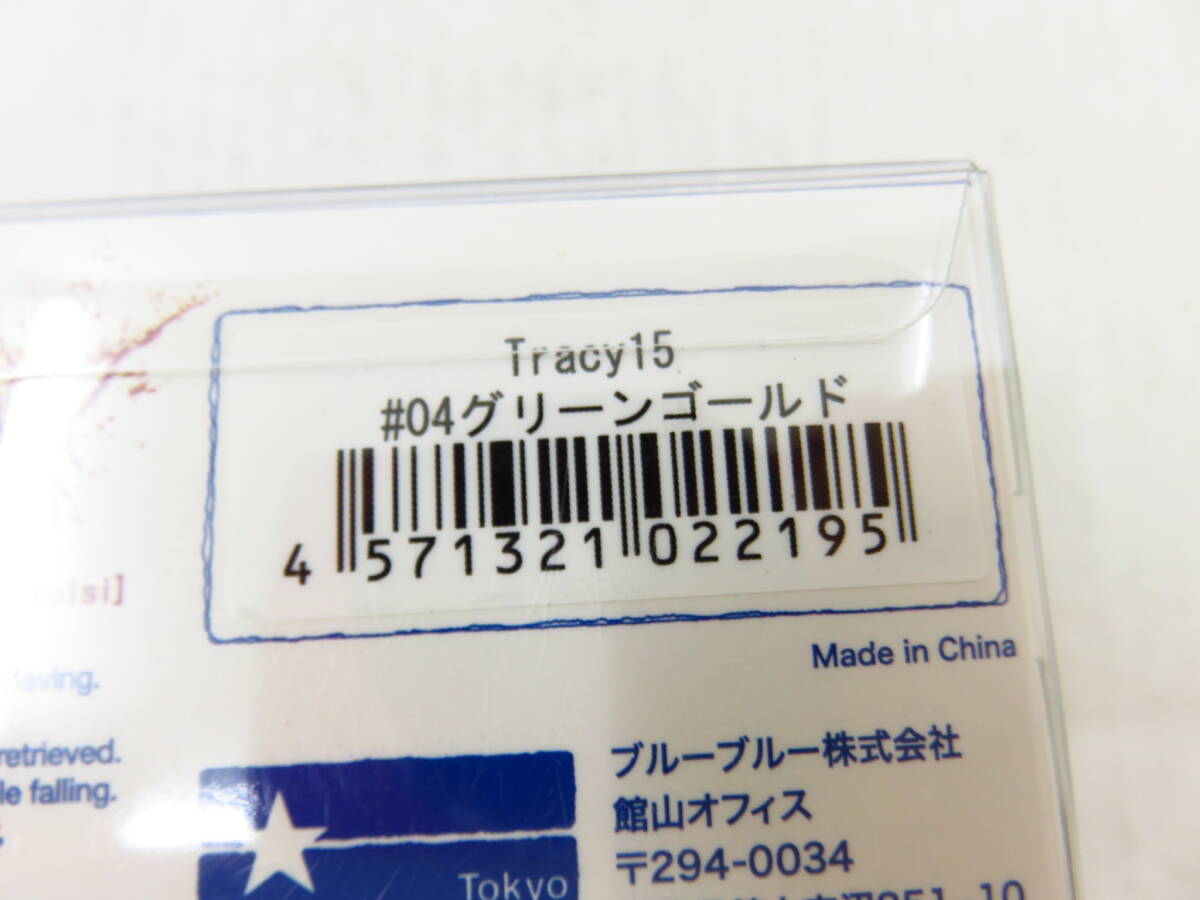 Tracy15
#04グリーンゴールド
4 571321 022195
Made in China
retrieved.
falling.
ブルーブルー株式会社
館山オフィス
〒294-0034
Tokyo